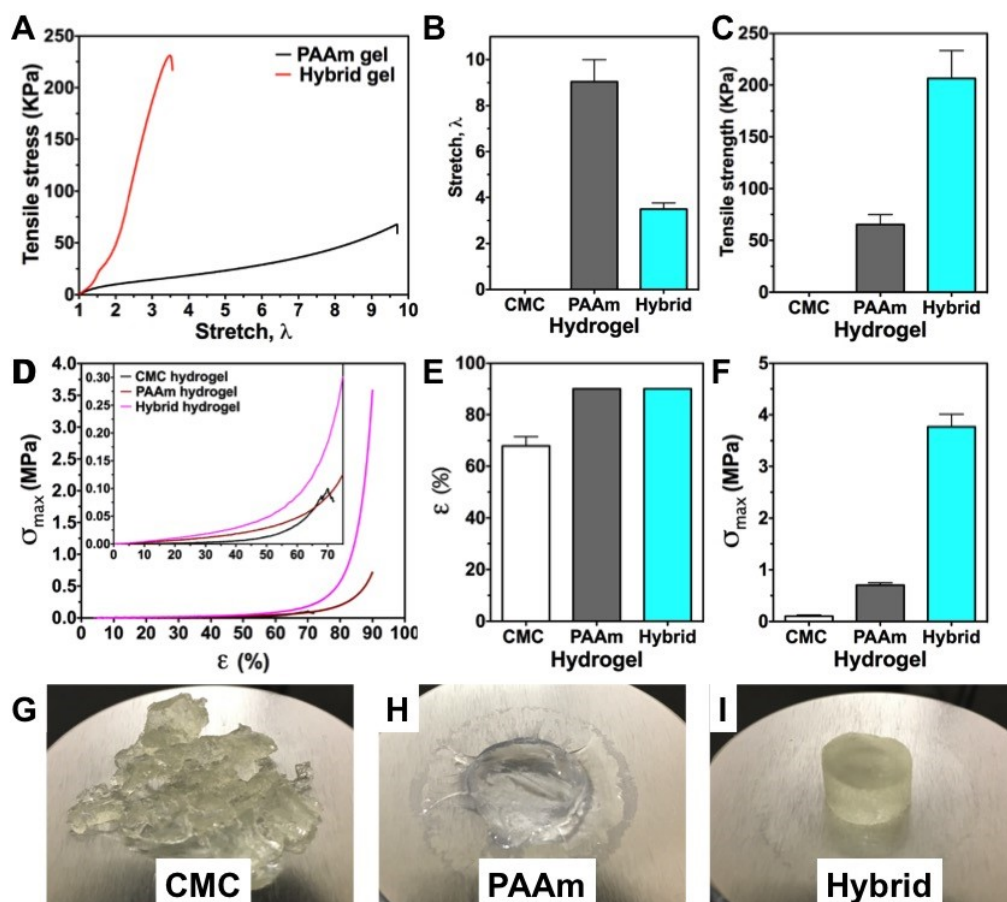 A
250
200
150
100
50
0
Tensile stress (KPa)
PAAm gel
Hybrid gel
1 2 3 4 5 6 7 8 9 10
Stretch, λ
B
10
8
6
4
2
0
Stretch, λ
CMC PAAm Hybrid
Hydrogel
C
250
200
150
100
50
0
Tensile strength (KPa)
CMC PAAm Hybrid
Hydrogel
D
4.0
3.5
3.0
2.5
2.0
1.5
1.0
0.5
0.0
σmax (MPa)
0.30
0.25
0.20
0.15
0.10
0.05
0.00
CMC hydrogel
PAAm hydrogel
Hybrid hydrogel
0 10 20 30 40 50 60 70
0 10 20 30 40 50 60 70 80 90 100
ε (%)
E
100
80
60
40
20
0
ε (%)
CMC PAAm Hybrid
Hydrogel
F
5
4
3
2
1
0
σmax (MPa)
CMC PAAm Hybrid
Hydrogel
G
CMC
H
PAAm
I
Hybrid